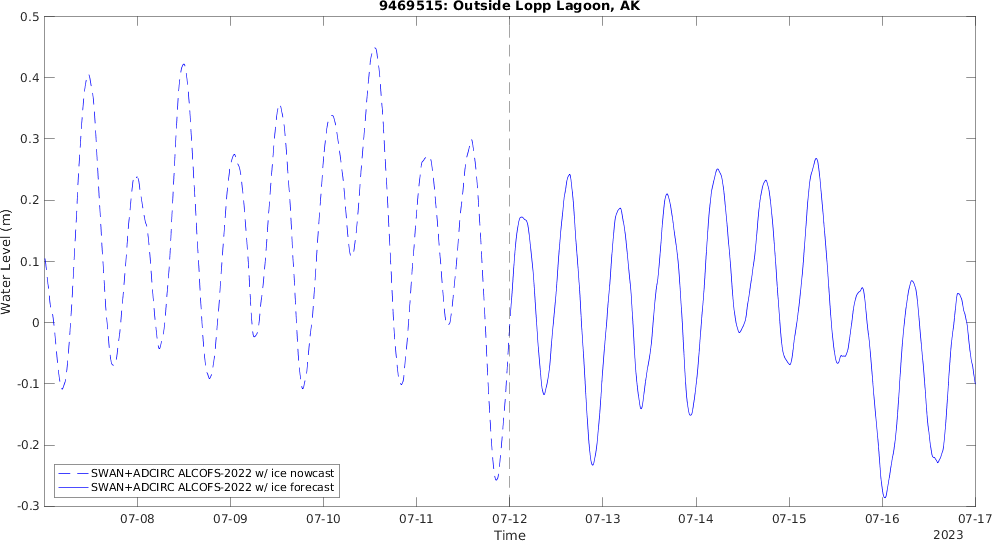 9469515: Outside Lopp Lagoon, AK
0.5
0.4
0.3
0.2
0.1
0
-0.1
-0.2
-0.3
Water Level (m)
SWAN+ADCIRC ALCOFS-2022 w/ ice nowcast
SWAN+ADCIRC ALCOFS-2022 w/ ice forecast
07-08 07-09 07-10 07-11 07-12 07-13 07-14 07-15 07-16 07-17
Time
2023